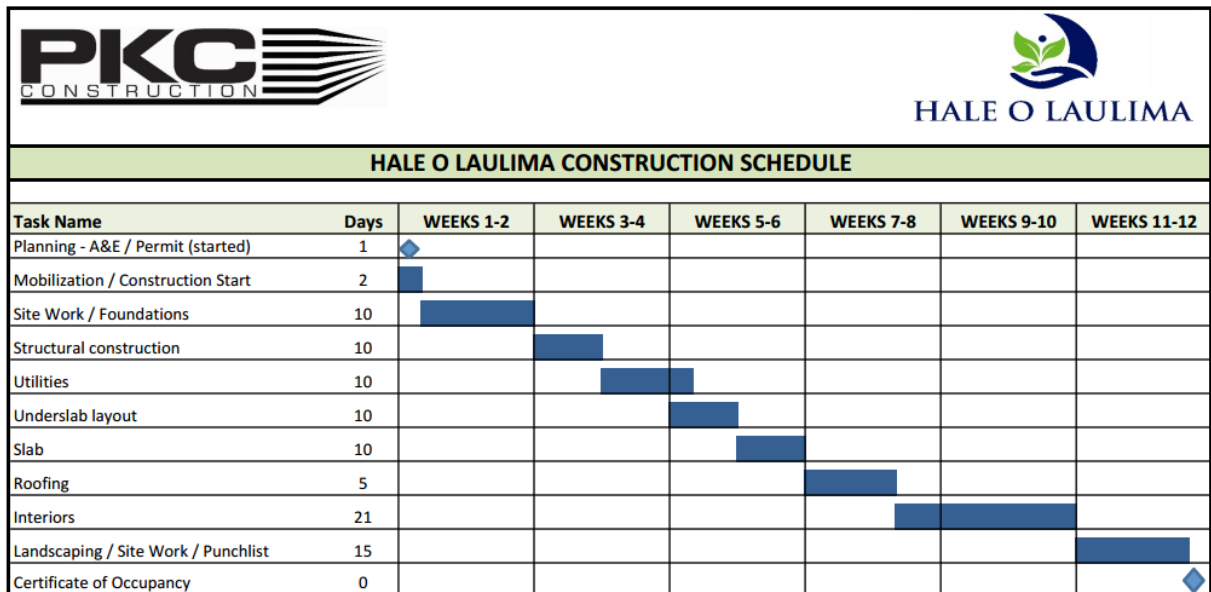 PKC
CONSTRUCTION
HALE O LAULIMA
HALE O LAULIMA CONSTRUCTION SCHEDULE
Task Name Days WEEKS 1-2 WEEKS 3-4 WEEKS 5-6 WEEKS 7-8 WEEKS 9-10 WEEKS 11-12
Planning - A&E / Permit (started) 1
Mobilization / Construction Start 2
Site Work / Foundations 10
Structural construction 10
Utilities 10
Underslab layout 10
Slab 10
Roofing 5
Interiors 21
Landscaping / Site Work / Punchlist 15
Certificate of Occupancy 0